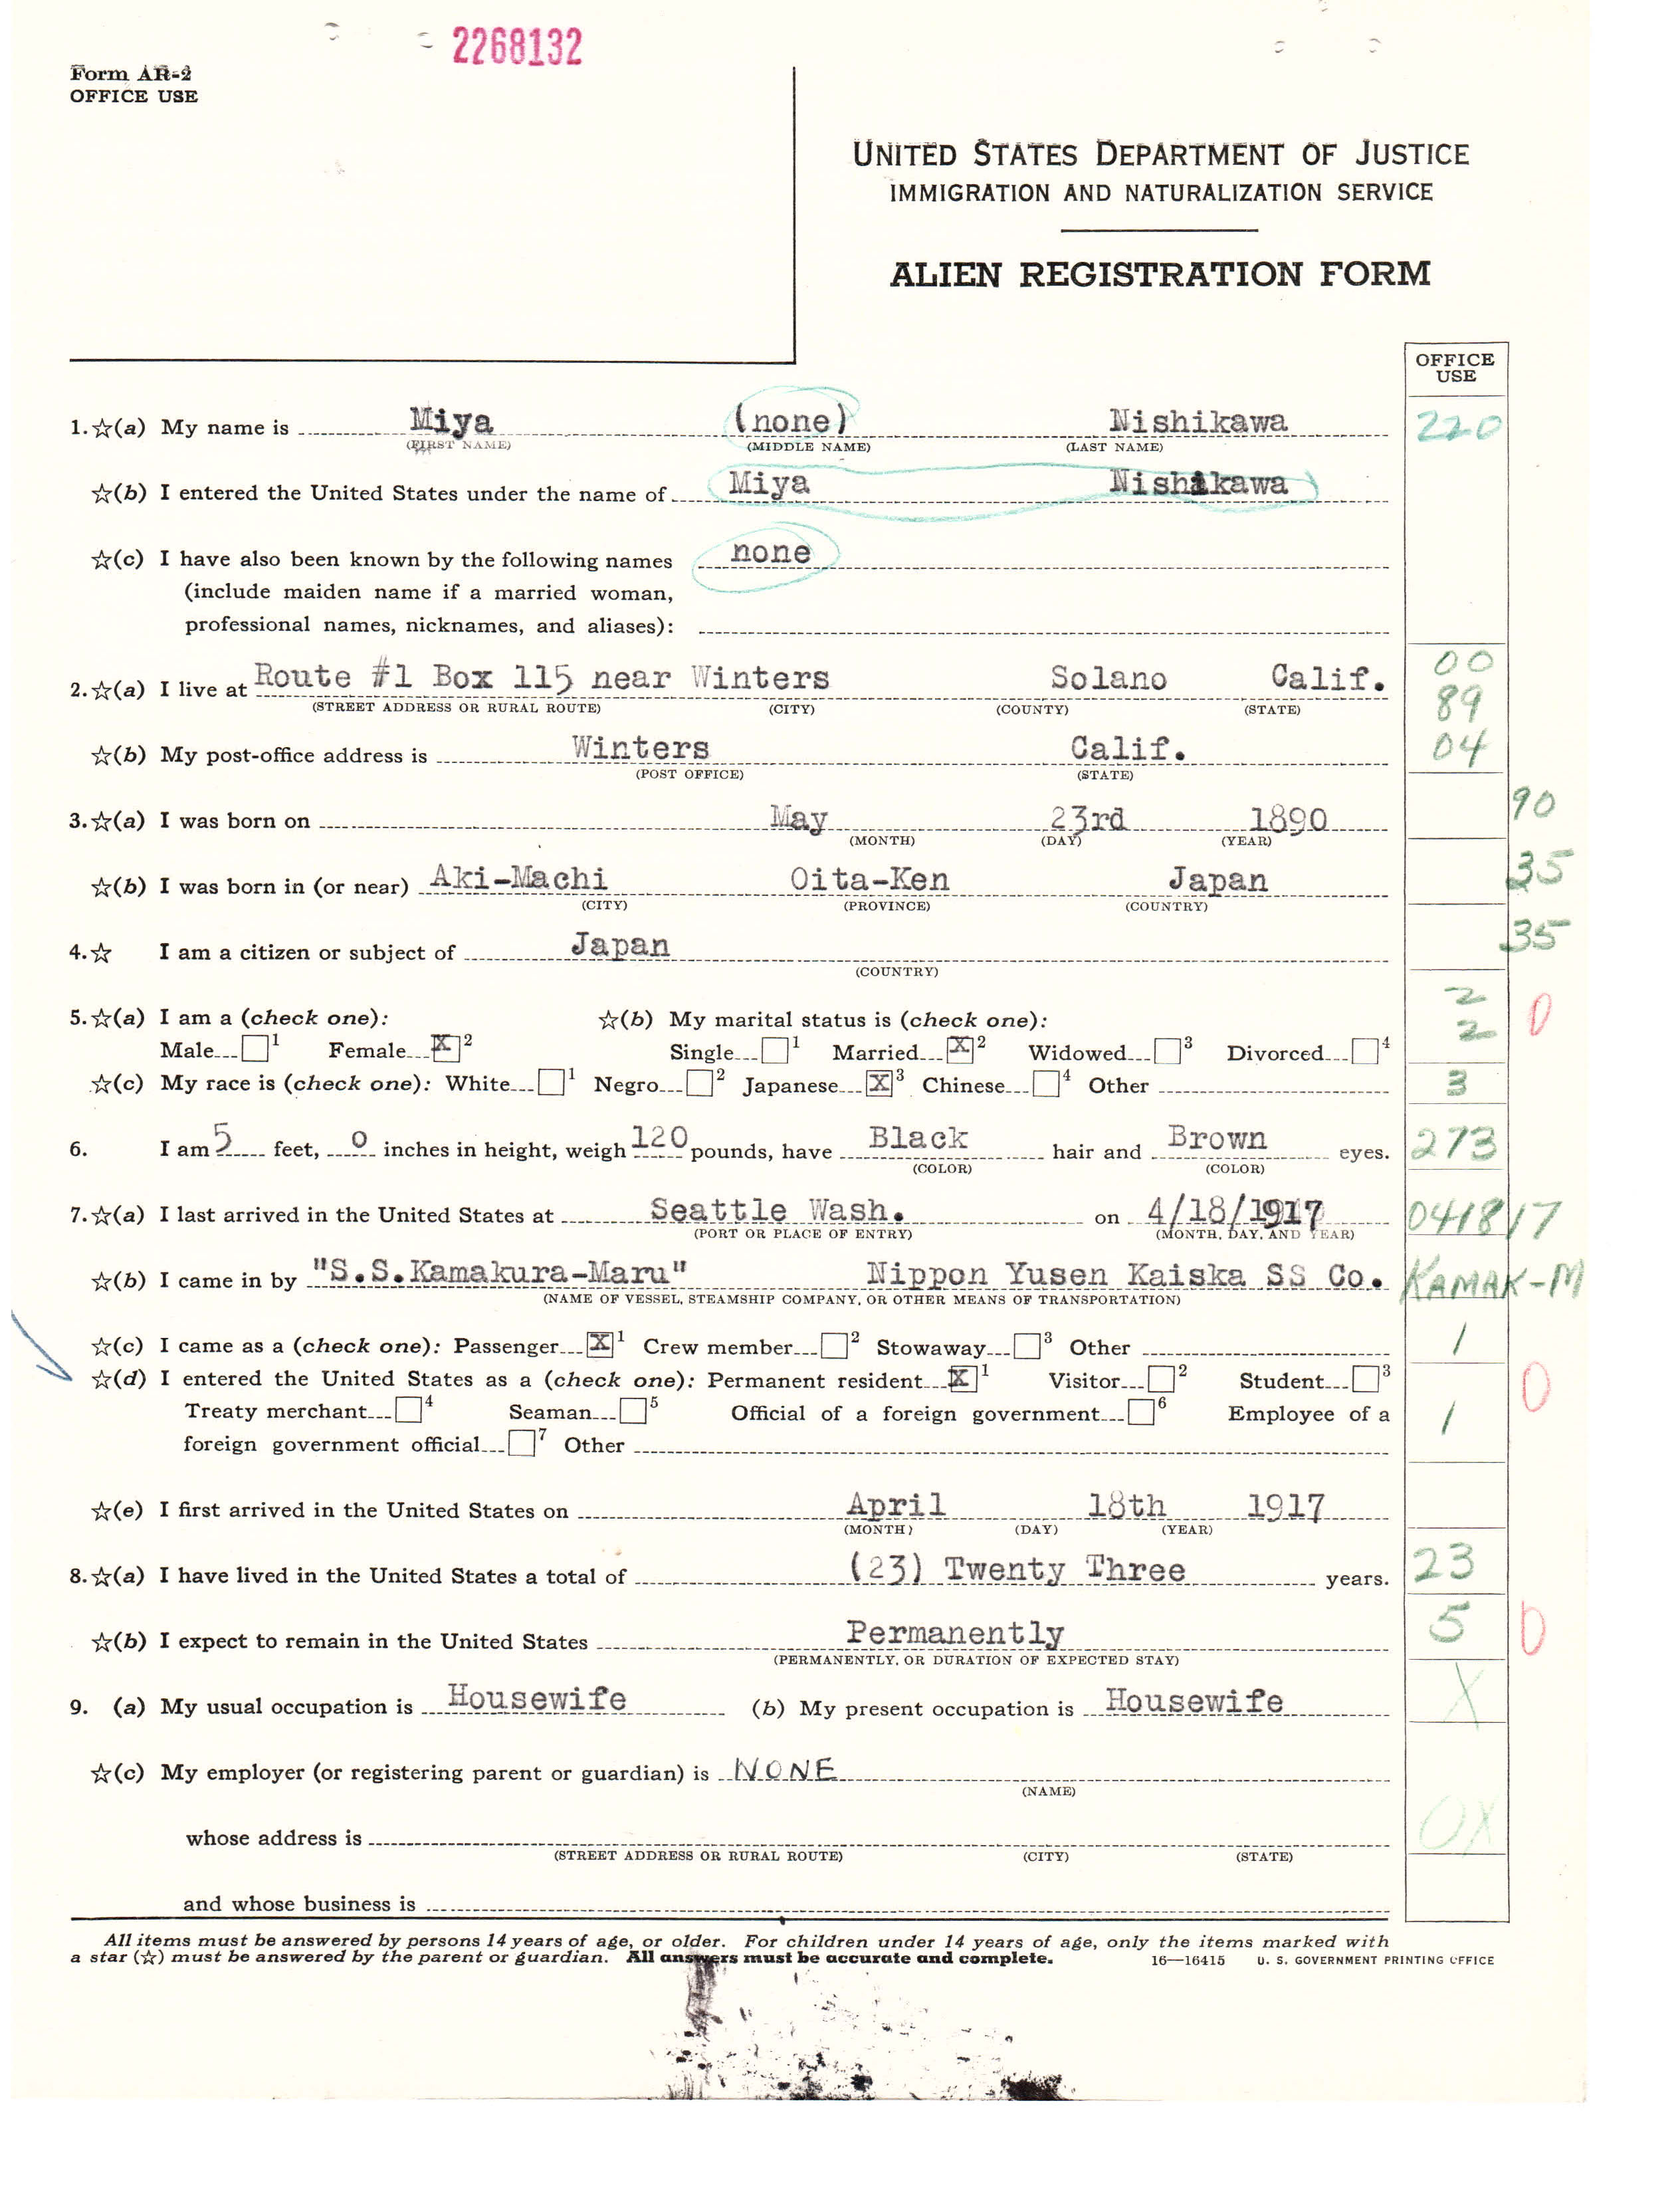 2268132
Form AR-2
OFFICE USE
UNITED STATES DEPARTMENT OF JUSTICE
IMMIGRATION AND NATURALIZATION SERVICE
ALIEN REGISTRATION FORM
OFFICE USE
1.☆(a) My name is Miya (none) Nishikawa 220
(FIRST NAME) (MIDDLE NAME) (LAST NAME)
☆(b) I entered the United States under the name of Miya Nishikawa
☆(c) I have also been known by the following names none
(include maiden name if a married woman,
professional names, nicknames, and aliases):
2.☆(a) I live at Route #1 Box 115 near Winters Solano Calif. 00 89
(STREET ADDRESS OR RURAL ROUTE) (CITY) (COUNTY) (STATE)
☆(b) My post-office address is Winters Calif. 04
(POST OFFICE) (STATE)
3.☆(a) I was born on May 23rd 1890 90
(MONTH) (DAY) (YEAR)
☆(b) I was born in (or near) Aki-Machi Oita-Ken Japan 35
(CITY) (PROVINCE) (COUNTRY)
4.☆ I am a citizen or subject of Japan 35
(COUNTRY)
5.☆(a) I am a (check one): ☆(b) My marital status is (check one): 2 0
Male 1 Female X 2 Single 1 Married X 2 Widowed 3 Divorced 4 2
☆(c) My race is (check one): White 1 Negro 2 Japanese X 3 Chinese 4 Other 3
6. I am 5 feet, 0 inches in height, weigh 120 pounds, have Black hair and Brown eyes. 273
(COLOR) (COLOR)
7.☆(a) I last arrived in the United States at Seattle Wash. on 4/18/1917 041817
(PORT OR PLACE OF ENTRY) (MONTH, DAY, AND YEAR)
☆(b) I came in by "S.S.Kamakura-Maru" Nippon Yusen Kaiska SS Co. KAMAK-M
(NAME OF VESSEL, STEAMSHIP COMPANY, OR OTHER MEANS OF TRANSPORTATION)
☆(c) I came as a (check one): Passenger X 1 Crew member 2 Stowaway 3 Other 1
☆(d) I entered the United States as a (check one): Permanent resident X 1 Visitor 2 Student 3 0
Treaty merchant 4 Seaman 5 Official of a foreign government 6 Employee of a 1
foreign government official 7 Other
☆(e) I first arrived in the United States on April 18th 1917
(MONTH) (DAY) (YEAR)
8.☆(a) I have lived in the United States a total of (23) Twenty Three years. 23
☆(b) I expect to remain in the United States Permanently 5 0
(PERMANENTLY, OR DURATION OF EXPECTED STAY)
9. (a) My usual occupation is Housewife (b) My present occupation is Housewife X
☆(c) My employer (or registering parent or guardian) is NONE
(NAME)
whose address is 0X
(STREET ADDRESS OR RURAL ROUTE) (CITY) (STATE)
and whose business is
All items must be answered by persons 14 years of age, or older. For children under 14 years of age, only the items marked with
a star (☆) must be answered by the parent or guardian. All answers must be accurate and complete. 16—16415 U. S. GOVERNMENT PRINTING OFFICE